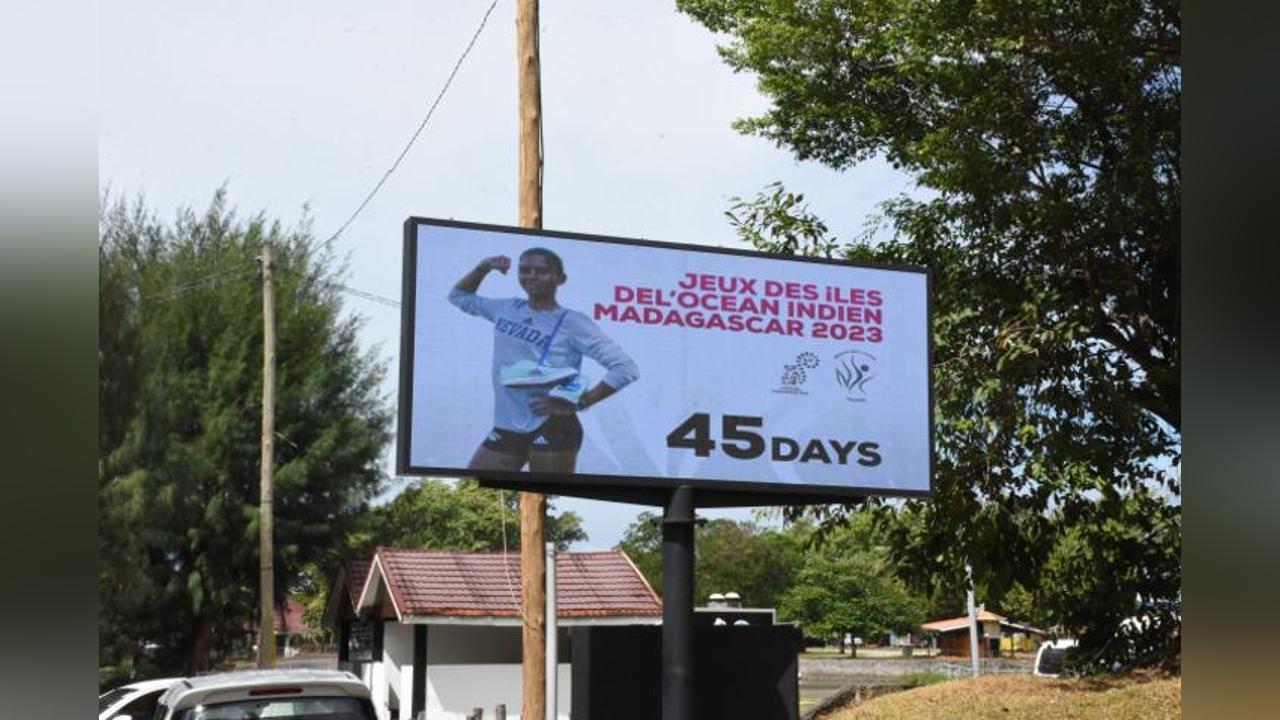 JEUX DES iLES
DEL'OCEAN INDIEN
MADAGASCAR 2023
NEVADA
45 DAYS